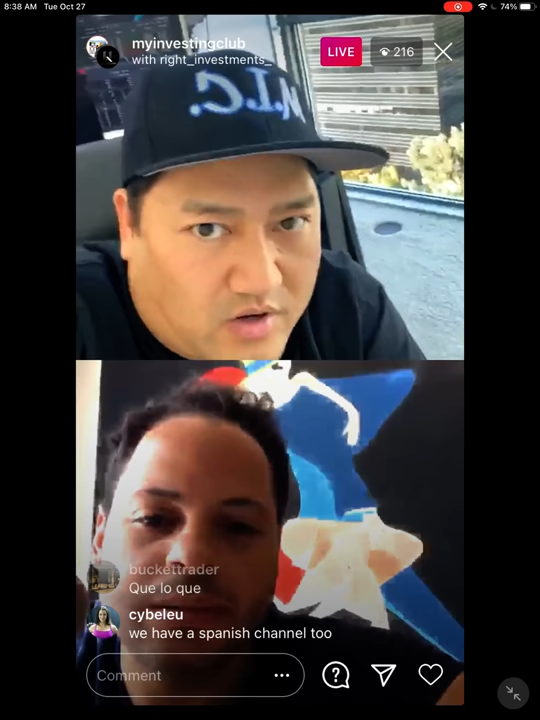 8:38 AM Tue Oct 27
74%
myinvestingclub
with right_investments_
LIVE
216
M.I.C.
buckettrader
Que lo que
cybeleu
we have a spanish channel too
Comment